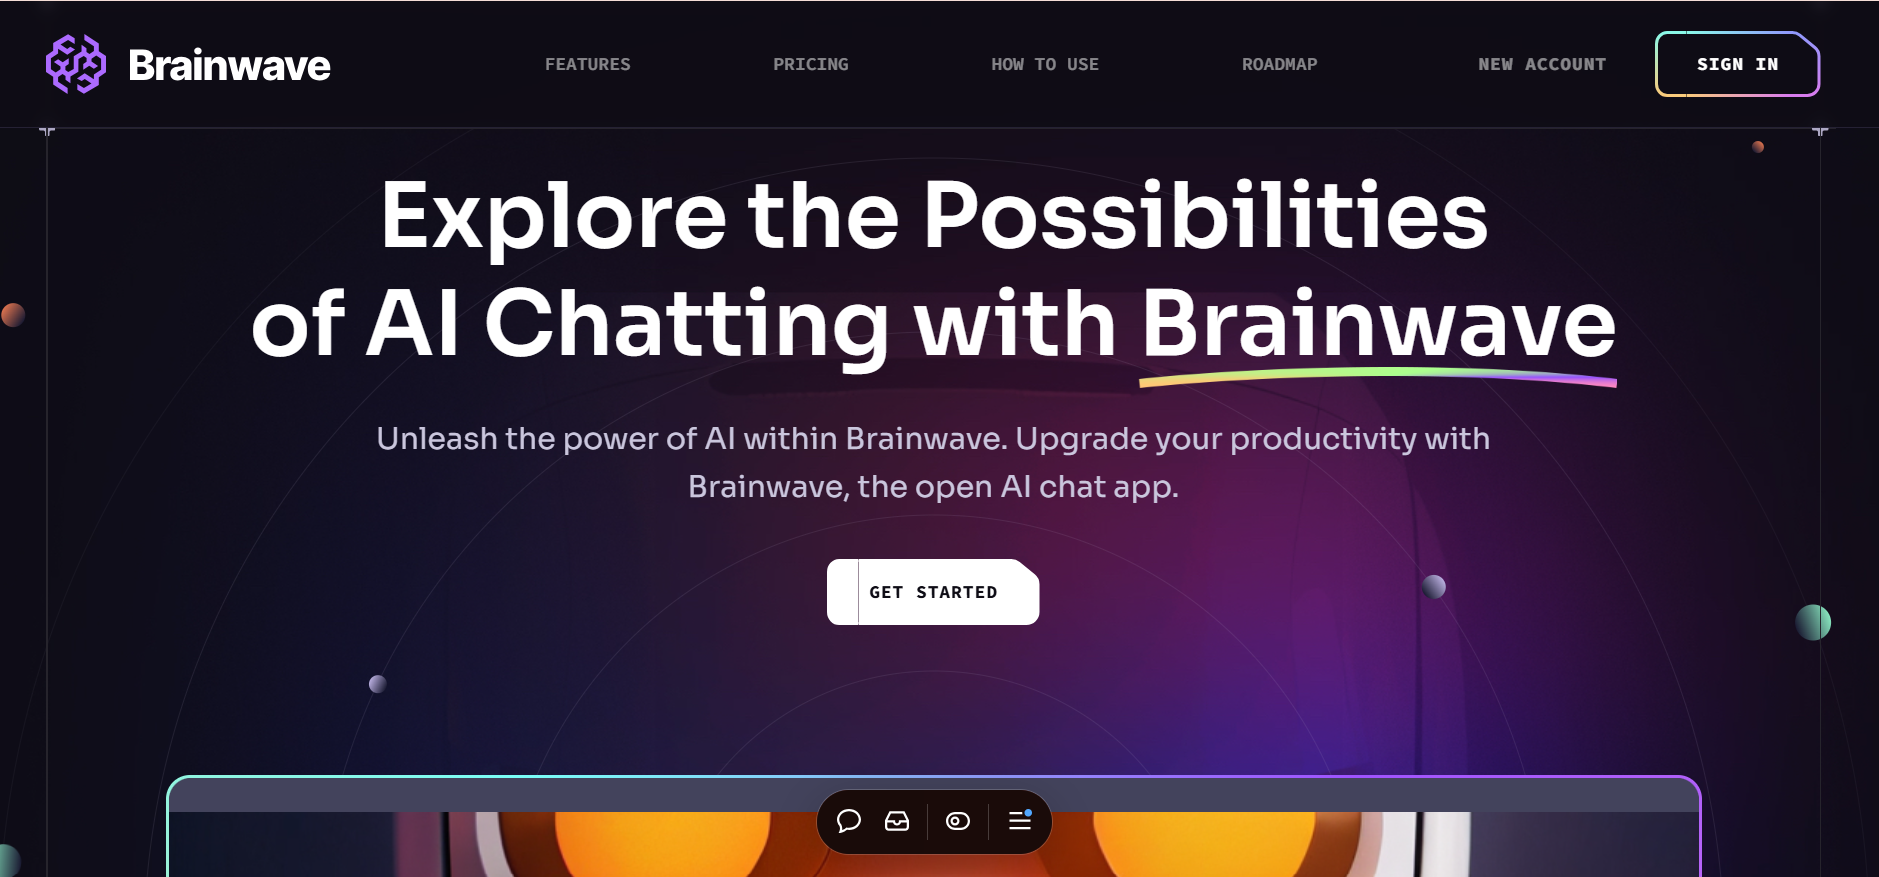 Brainwave
FEATURES
PRICING
HOW TO USE
ROADMAP
NEW ACCOUNT
SIGN IN
Explore the Possibilities
of AI Chatting with Brainwave
Unleash the power of AI within Brainwave. Upgrade your productivity with
Brainwave, the open AI chat app.
GET STARTED